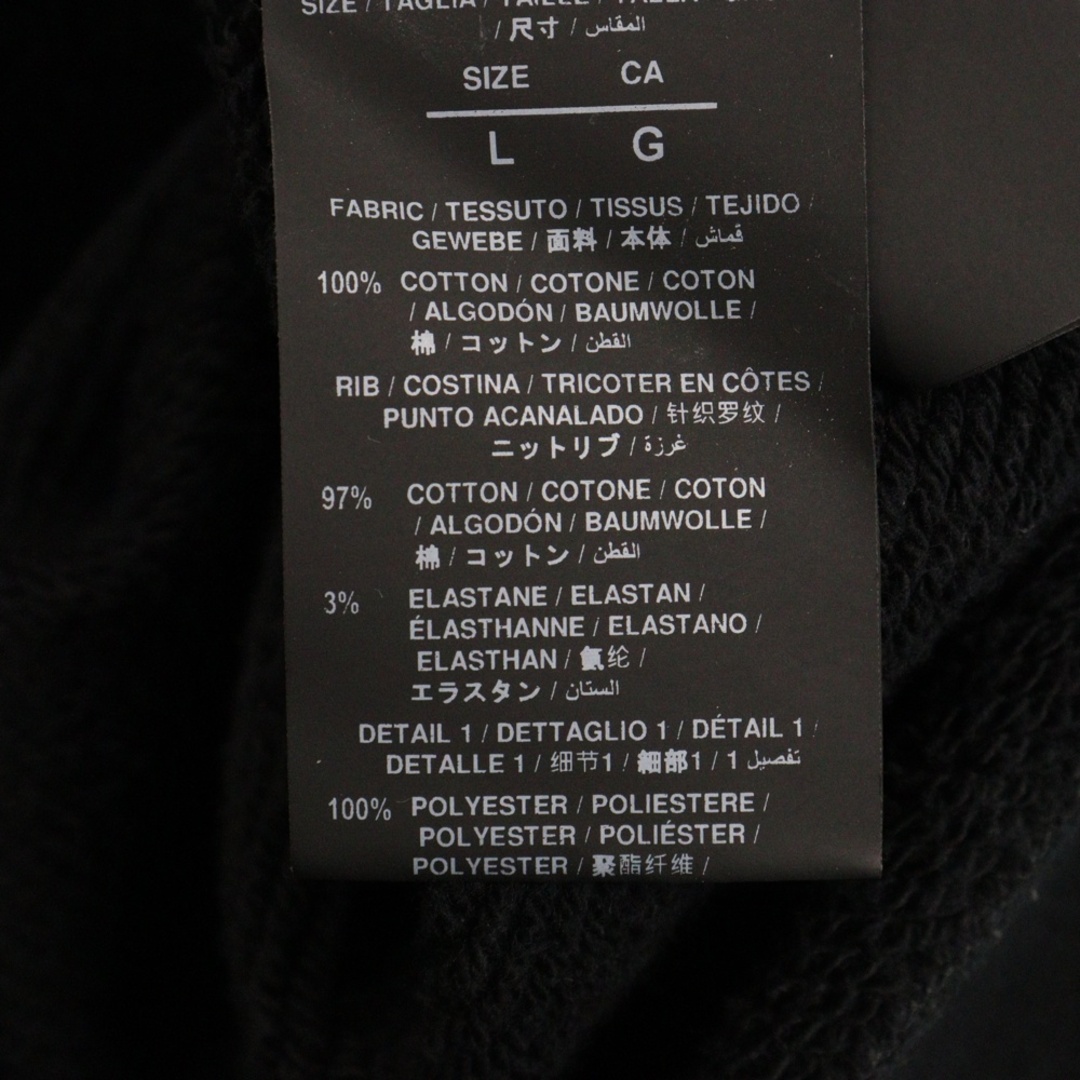 SIZE / TAGLIA / TAILLE /
/ 尺寸 / المقاس
SIZE CA
L G
FABRIC / TESSUTO / TISSUS / TEJIDO /
GEWEBE / 面料 / 本体 / قماش
100% COTTON / COTONE / COTON
/ ALGODÓN / BAUMWOLLE /
棉 / コットン / القطن
RIB / COSTINA / TRICOTER EN CÔTES /
PUNTO ACANALADO / 针织罗纹 /
ニットリブ / غرزة
97% COTTON / COTONE / COTON
/ ALGODÓN / BAUMWOLLE /
棉 / コットン / القطن
3% ELASTANE / ELASTAN /
ÉLASTHANNE / ELASTANO /
ELASTHAN / 氨纶 /
エラスタン / الستان
DETAIL 1 / DETTAGLIO 1 / DÉTAIL 1 /
DETALLE 1 / 细节1 / 細部1 / تفصيل 1
100% POLYESTER / POLIESTERE /
POLYESTER / POLIÉSTER /
POLYESTER / 聚酯纤维 /